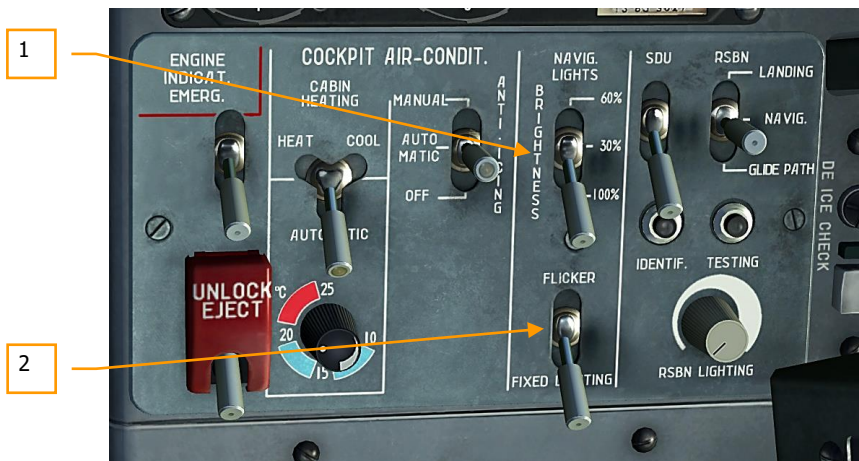 1
2
ENGINE
INDICAT.
EMERG.
COCKPIT AIR-CONDIT.
CABIN
HEATING
HEAT
COOL
AUTOMATIC
UNLOCK
EJECT
°C
25
20
15
10
MANUAL
AUTO
MATIC
OFF
ANTI-ICING
NAVIG.
LIGHTS
BRIGHTNESS
60%
30%
100%
FLICKER
FIXED LIGHTING
SDU
RSBN
LANDING
NAVIG.
GLIDE PATH
IDENTIF.
TESTING
RSBN LIGHTING
DE ICE CHECK